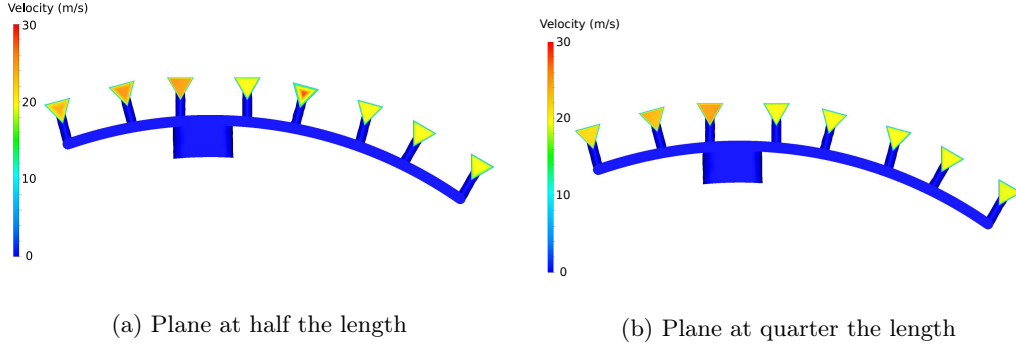 Velocity (m/s)
30
20
10
0
(a) Plane at half the length
Velocity (m/s)
30
20
10
0
(b) Plane at quarter the length